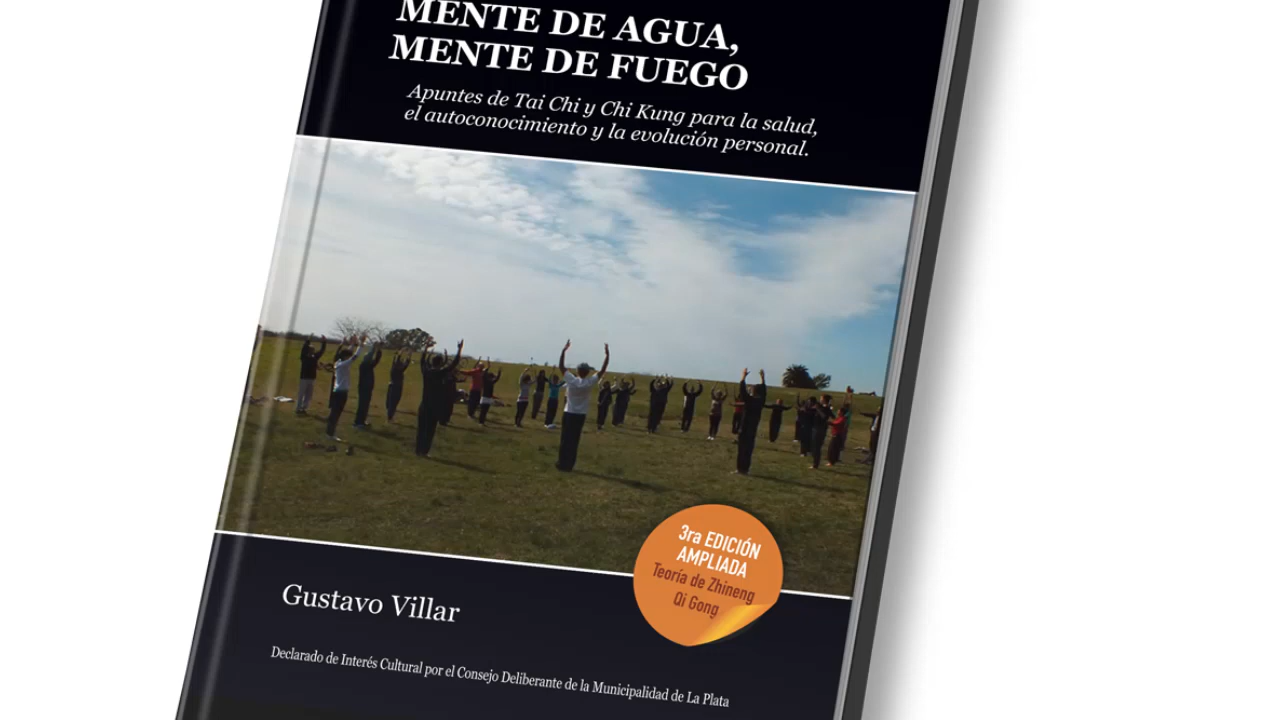 MENTE DE AGUA,
MENTE DE FUEGO
Apuntes de Tai Chi y Chi Kung para la salud,
el autoconocimiento y la evolución personal.
3ra EDICIÓN
AMPLIADA
Teoría de Zhineng
Qi Gong
Gustavo Villar
Declarado de Interés Cultural por el Consejo Deliberante de la Municipalidad de La Plata